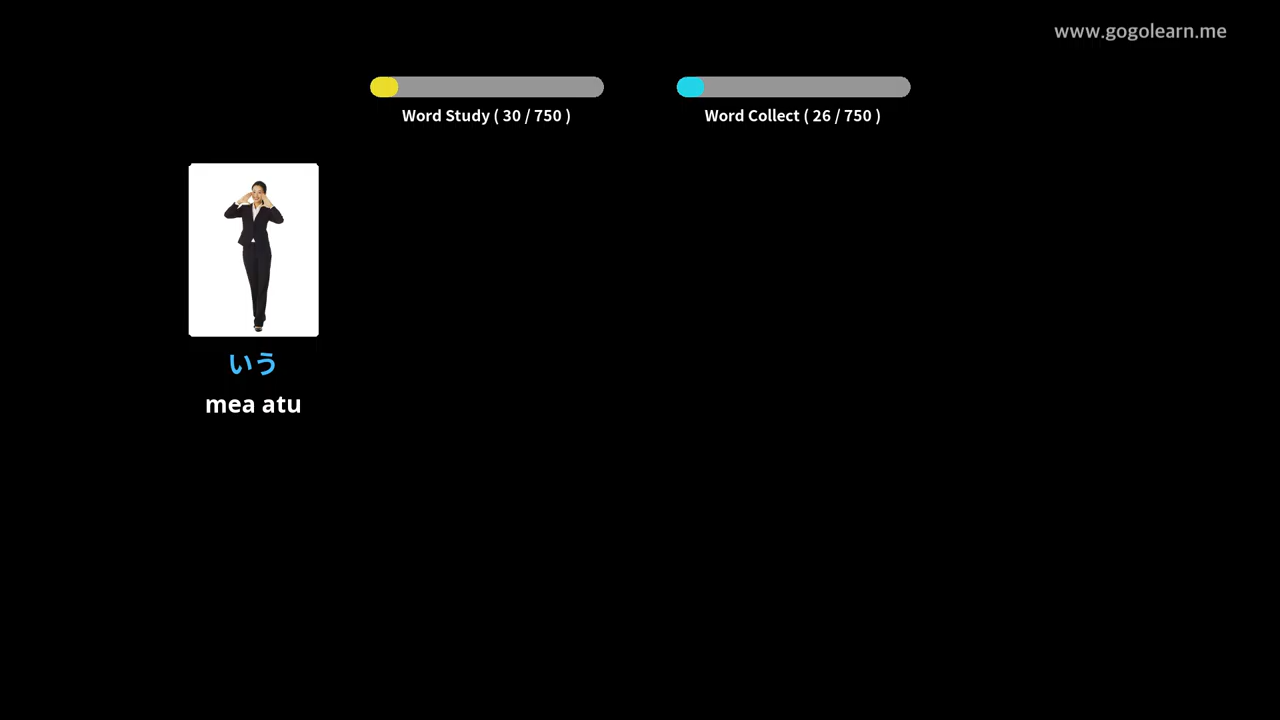 www.gogolearn.me
Word Study ( 30 / 750 )
Word Collect ( 26 / 750 )
いう
mea atu